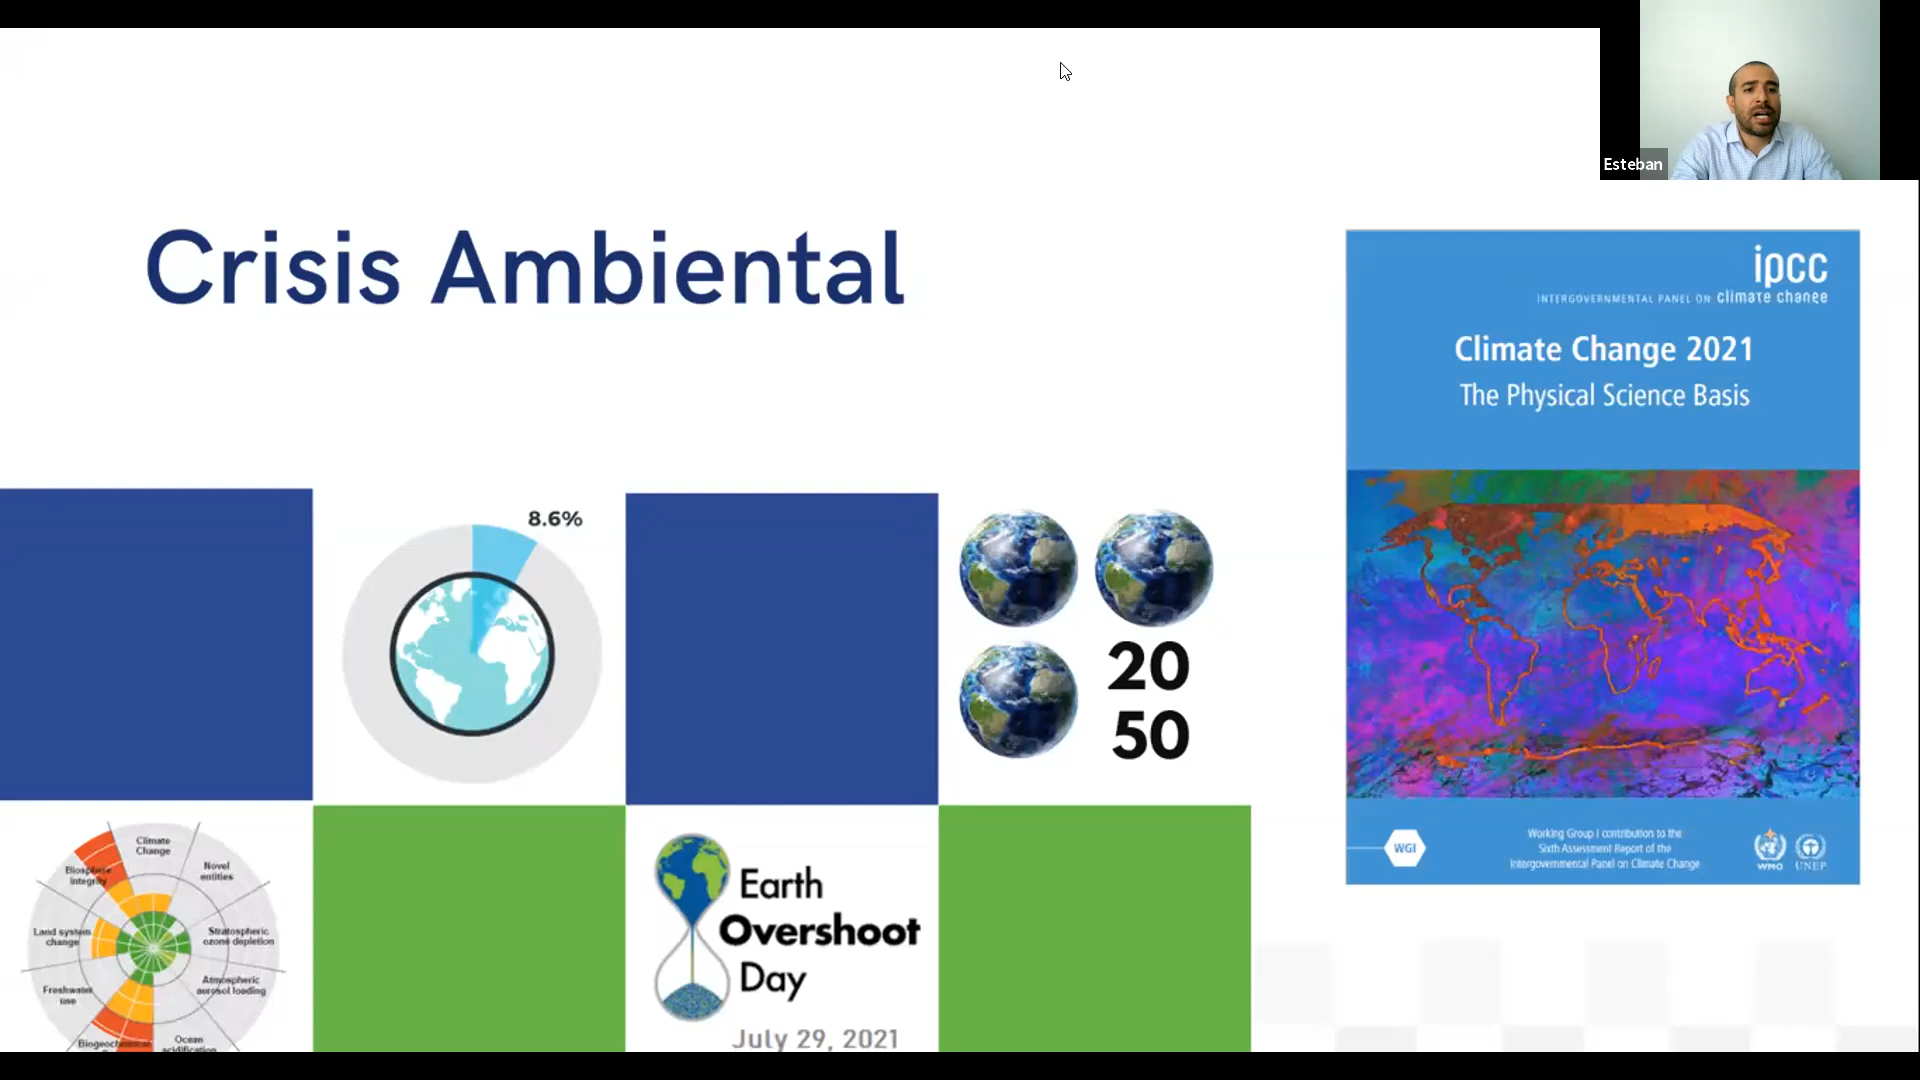 Esteban
Crisis Ambiental
ipcc
INTERGOVERNMENTAL PANEL ON climate change
Climate Change 2021
The Physical Science Basis
8.6%
20
50
Climate
Change
Biosphere
Integrity
Novel
entities
Land system
change
Stratospheric
ozone depletion
Freshwater
use
Atmospheric
aerosol loading
Ocean
acidification
Earth
Overshoot
Day
July 29, 2021
WGI
Working Group I contribution to the
Sixth Assessment Report of the
Intergovernmental Panel on Climate Change
WMO
UNEP